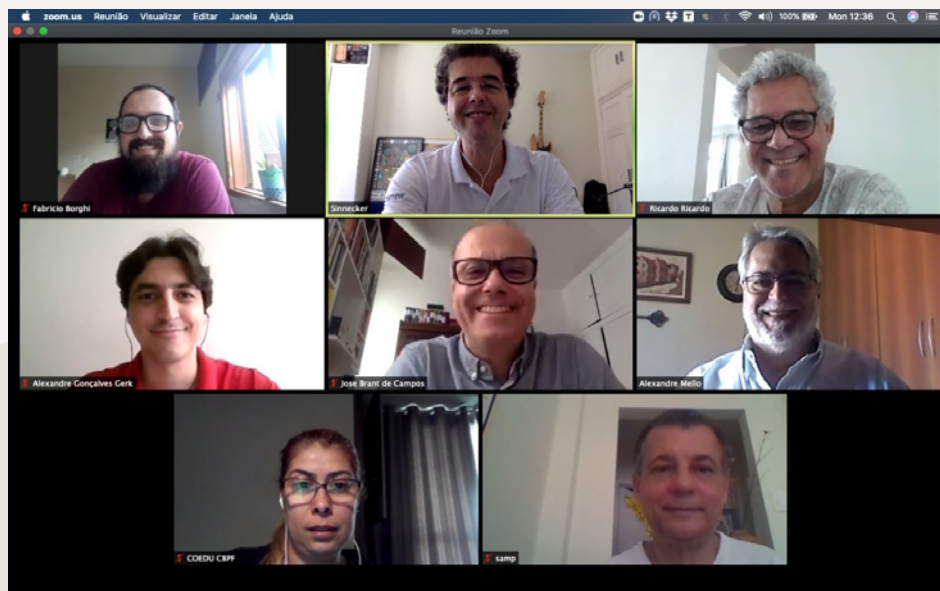 zoom.us Reunião Visualizar Editar Janela Ajuda 100% Mon 12:36
Reunião Zoom
Fabricio Borghi
Sinnecker
Ricardo Ricardo
Alexandre Gonçalves Gerk
Jose Brant de Campos
Alexandre Mello
COEDU CBPF
samp